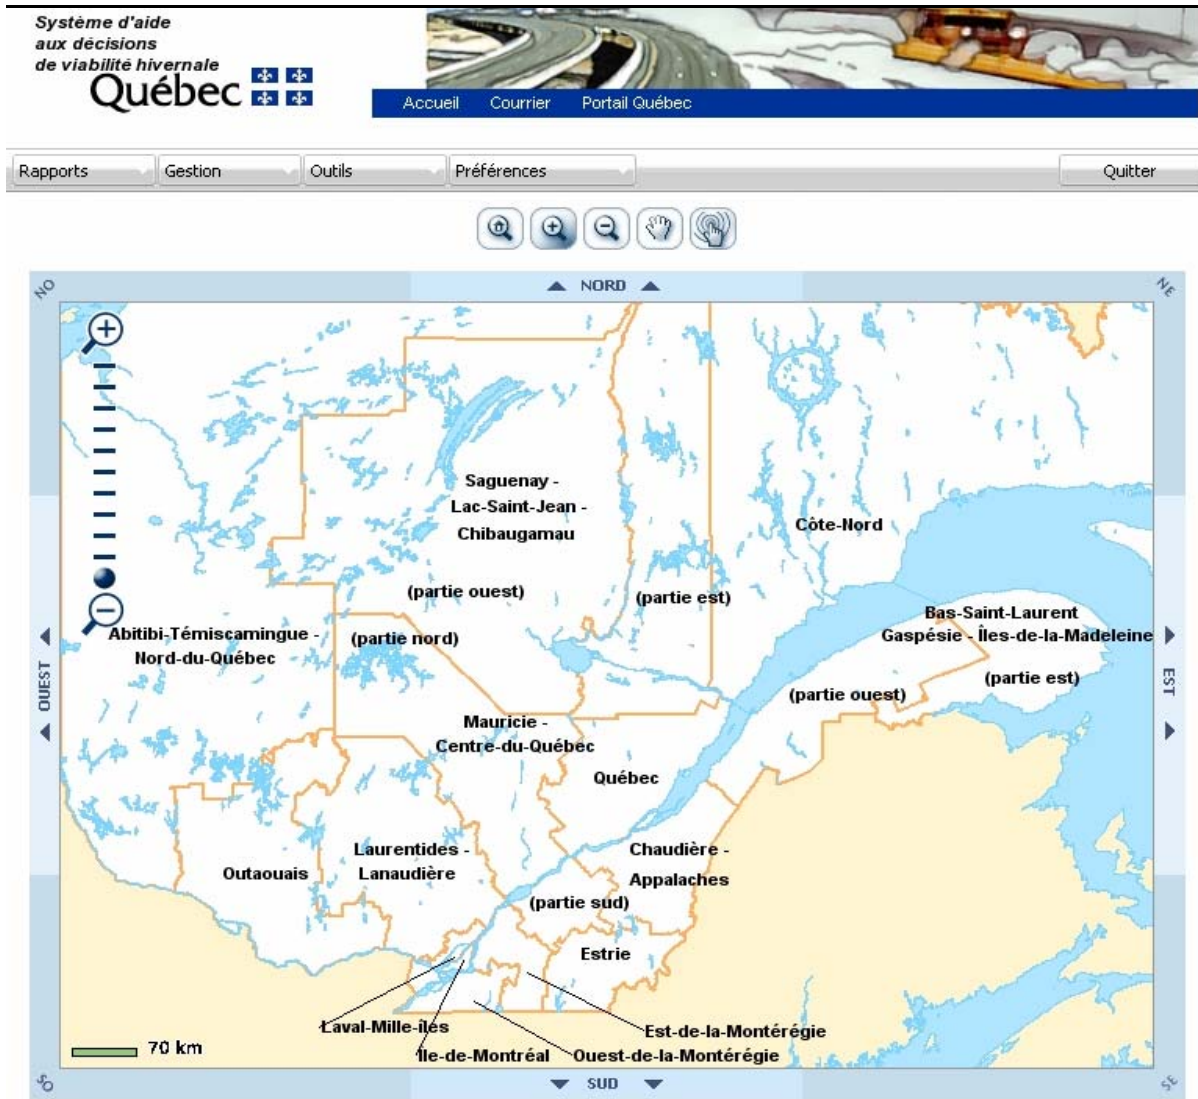 Système d'aide
aux décisions
de viabilité hivernale
Québec
Accueil Courrier Portail Québec
Rapports Gestion Outils Préférences Quitter
NO NORD NE
Saguenay -
Lac-Saint-Jean -
Chibaugamau
Côte-Nord
(partie ouest) (partie est)
Bas-Saint-Laurent
Gaspésie - Îles-de-la-Madeleine
Abitibi-Témiscamingue -
Nord-du-Québec
(partie nord)
(partie est)
(partie ouest)
OUEST
EST
Mauricie -
Centre-du-Québec
Québec
Laurentides -
Lanaudière
Chaudière -
Appalaches
Outaouais
(partie sud)
Estrie
Laval-Mille-îles
Est-de-la-Montérégie
Île-de-Montréal
Ouest-de-la-Montérégie
70 km
SO SUD SE